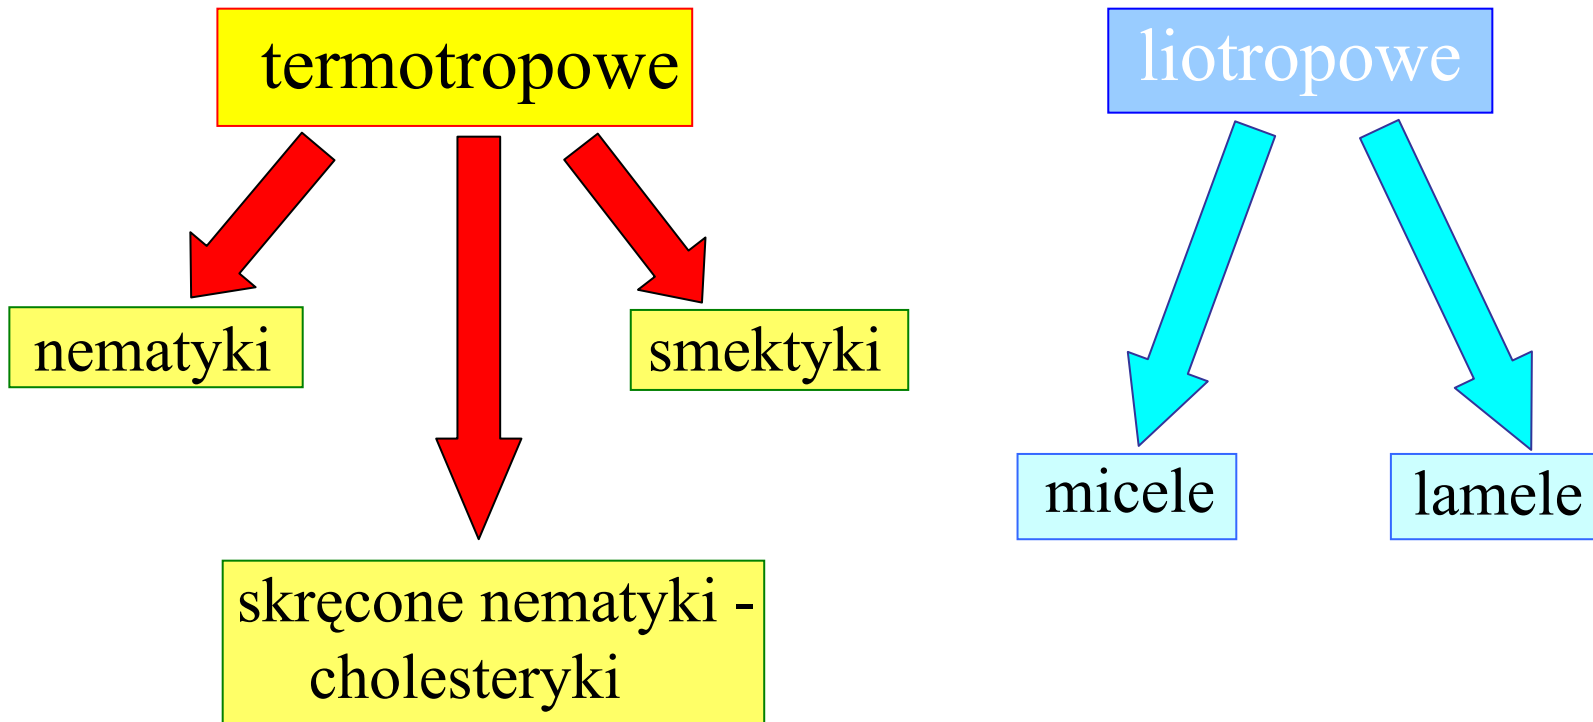 termotropowe
liotropowe
nematyki
smektyki
micele
lamele
skręcone nematyki -
cholesteryki